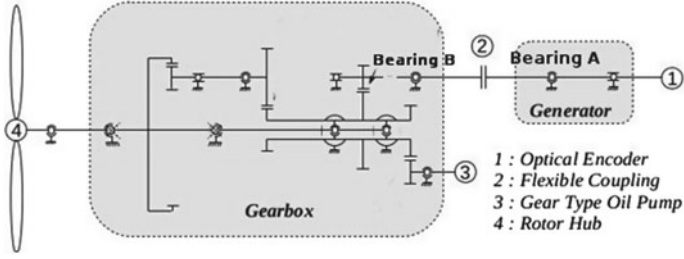 2
Bearing B
Bearing A
1
Generator
4
3
Gearbox
1 : Optical Encoder
2 : Flexible Coupling
3 : Gear Type Oil Pump
4 : Rotor Hub